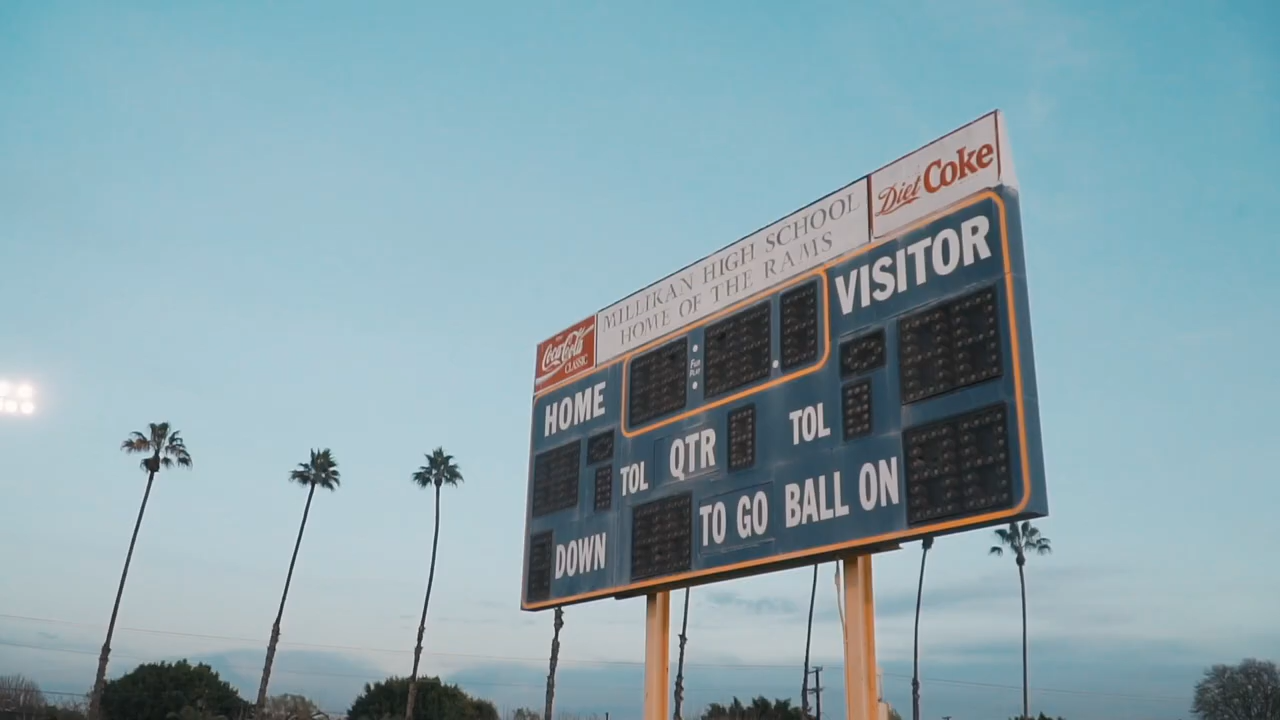 Diet Coke
MILLIKAN HIGH SCHOOL
HOME OF THE RAMS
Coca-Cola
CLASSIC
VISITOR
HOME
TOL
QTR
TOL
DOWN
TO GO
BALL ON